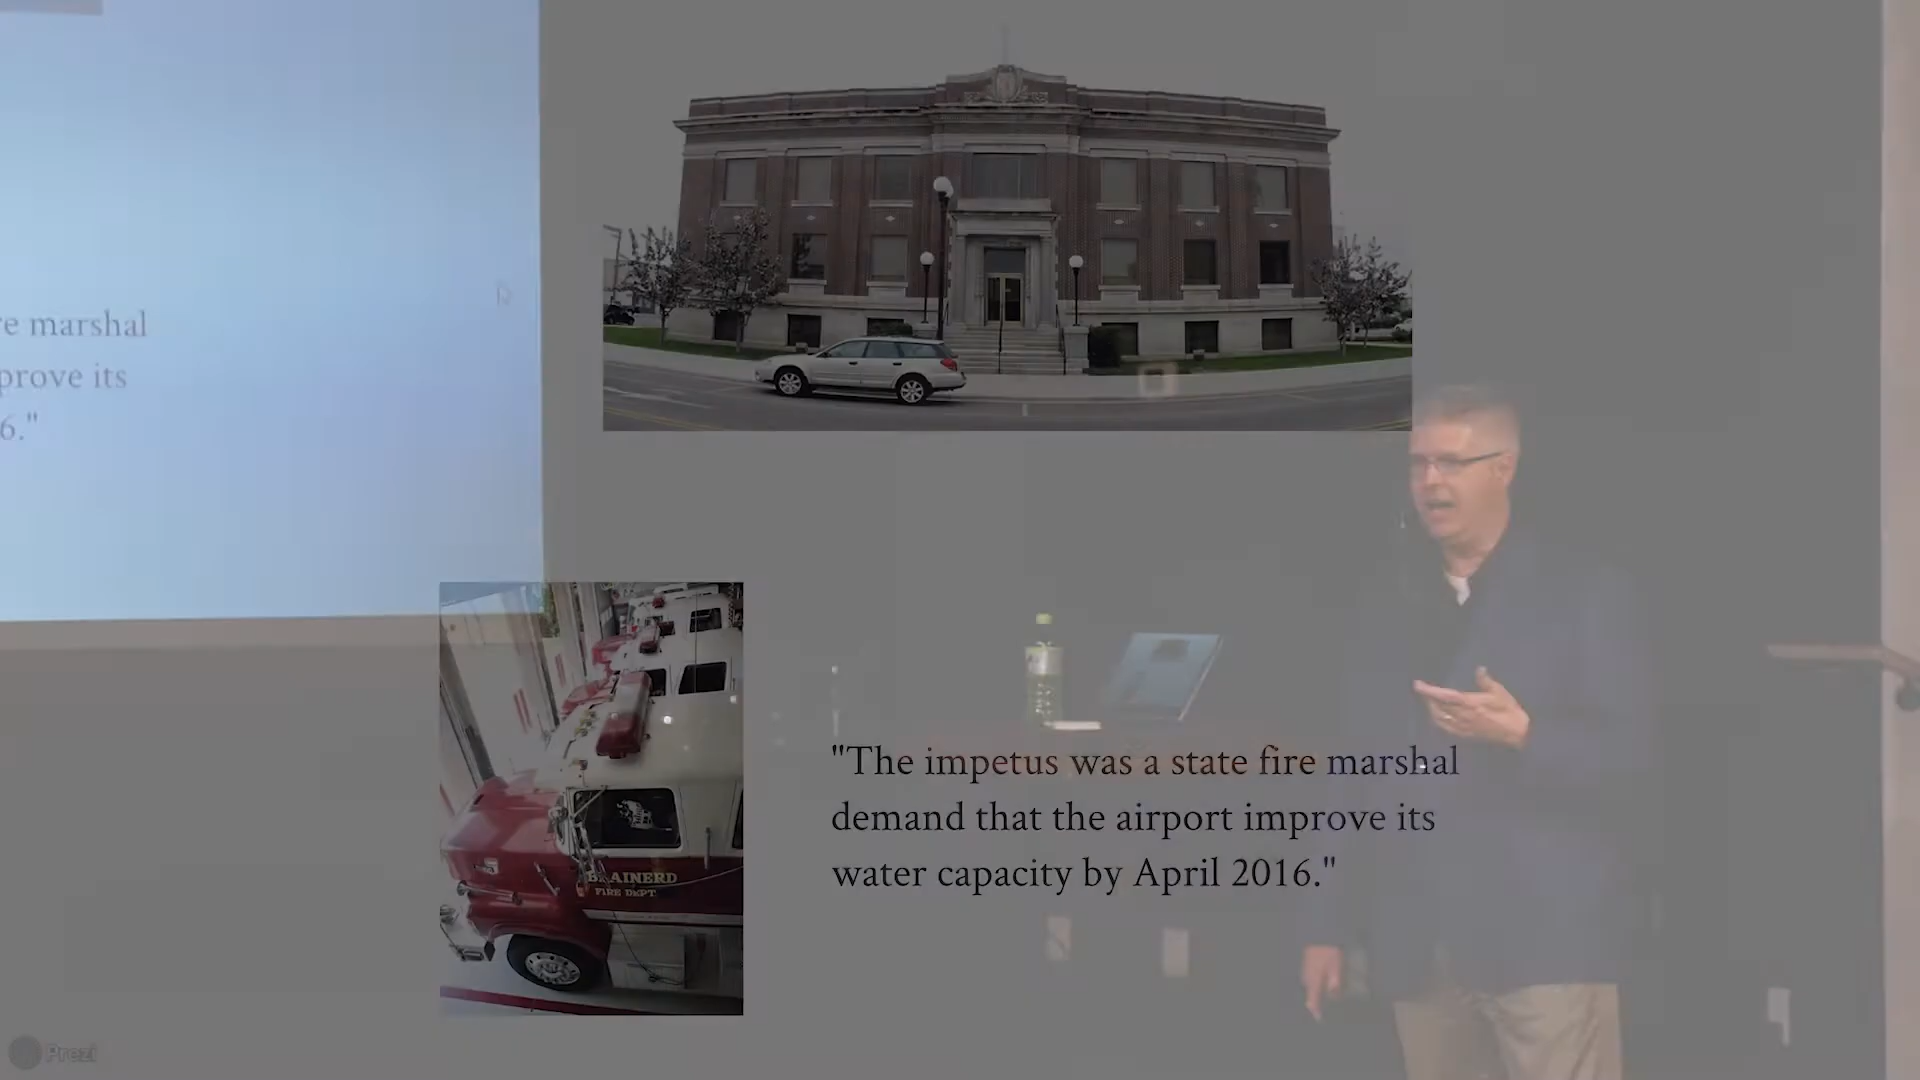 re marshal
prove its
6."
BRAINERD
FIRE DEPT.
"The impetus was a state fire marshal
demand that the airport improve its
water capacity by April 2016."
Prezi